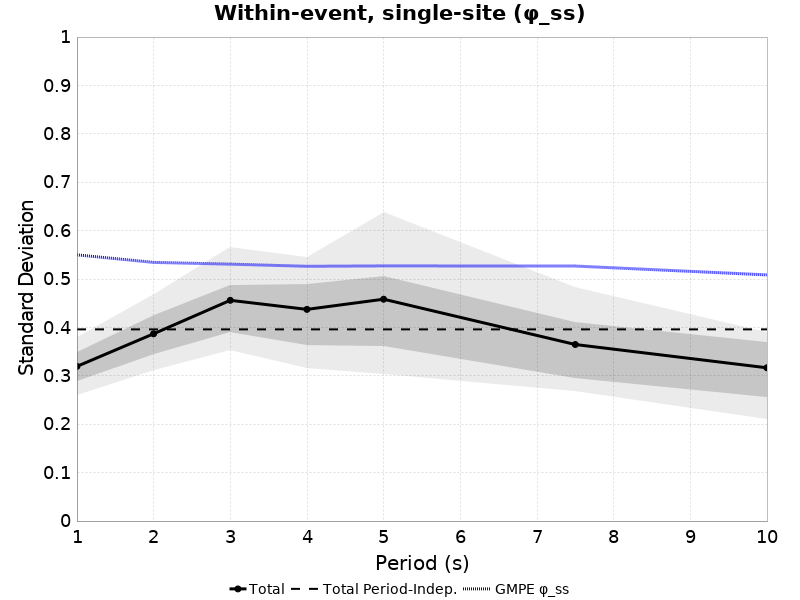 Within-event, single-site (φ_ss)
1
0.9
0.8
0.7
0.6
0.5
0.4
0.3
0.2
0.1
0
Standard Deviation
1 2 3 4 5 6 7 8 9 10
Period (s)
Total Total Period-Indep. GMPE φ_ss